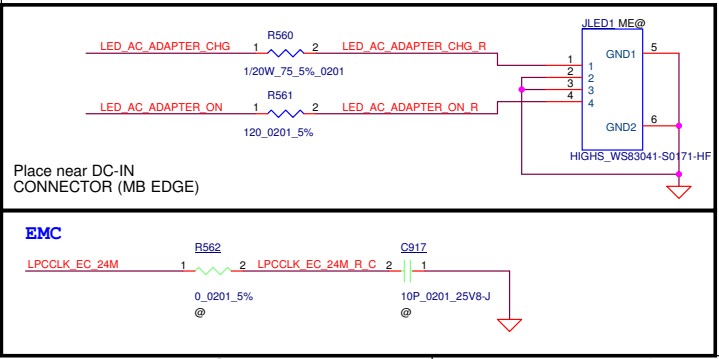 JLED1 ME@
R560
LED_AC_ADAPTER_CHG 1 2 LED_AC_ADAPTER_CHG_R
1/20W_75_5%_0201
1 1 GND1 5
2 2
3 3
4 4
R561
LED_AC_ADAPTER_ON 1 2 LED_AC_ADAPTER_ON_R
120_0201_5%
GND2 6
HIGHS_WS83041-S0171-HF
Place near DC-IN
CONNECTOR (MB EDGE)
EMC
R562 C917
LPCCLK_EC_24M 1 2 LPCCLK_EC_24M_R_C 2 1
0_0201_5% 10P_0201_25V8-J
@ @